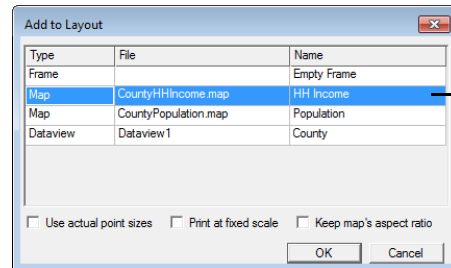 Add to Layout
Type File Name
Frame Empty Frame
Map CountyHHIncome.map HH Income
Map CountyPopulation.map Population
Dataview Dataview1 County
Use actual point sizes Print at fixed scale Keep map's aspect ratio
OK Cancel